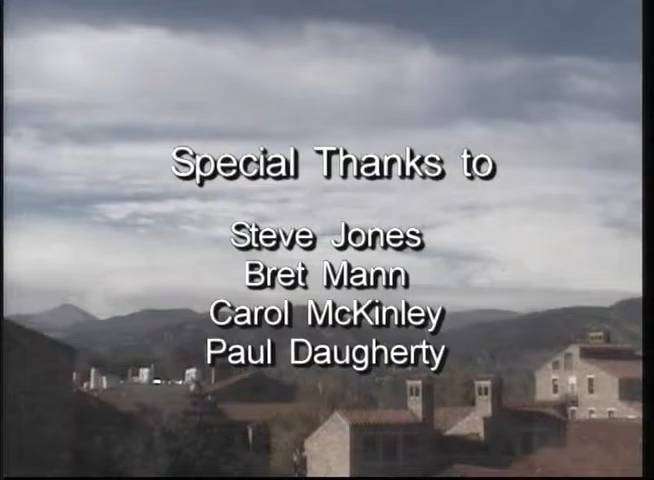 Special Thanks to
Steve Jones
Bret Mann
Carol McKinley
Paul Daugherty